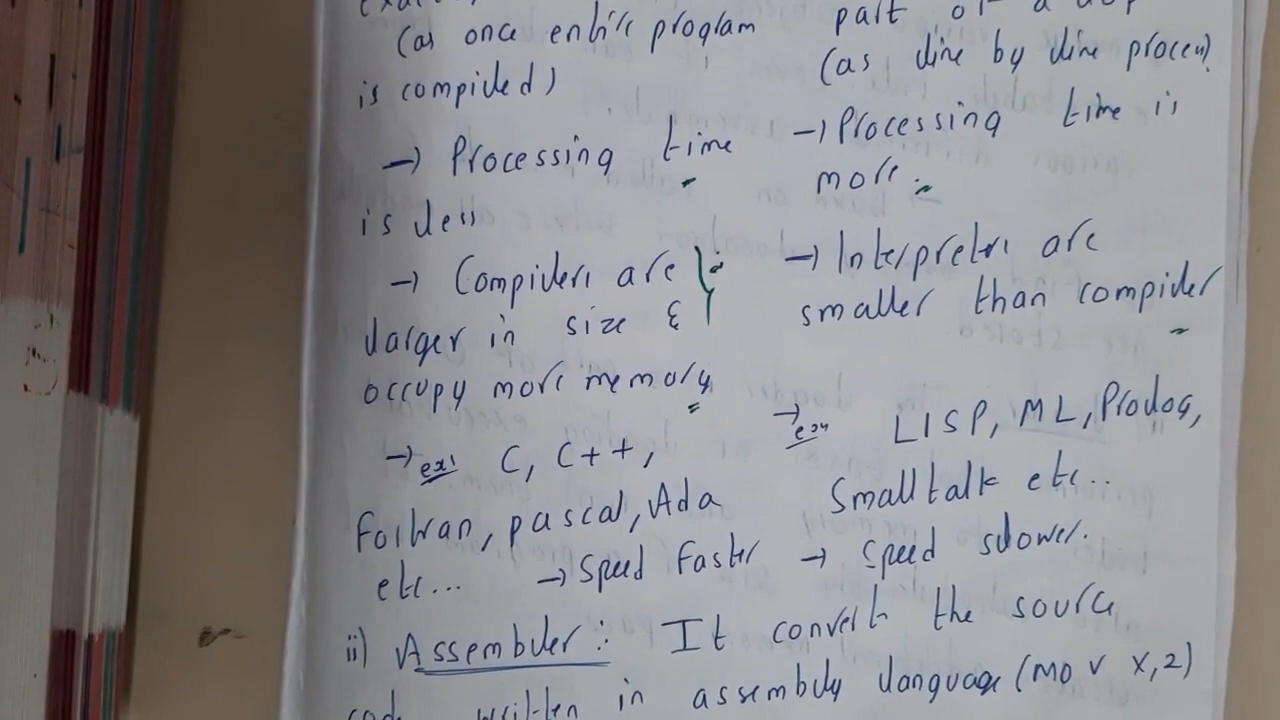 (as once entire program
is compiled)
→ Processing time
is less
→ Compilers are
larger in size &
occupy more memory
→ ex: C, C++,
Fortran, pascal, Ada
etc...
→ Speed Faster
part of a
(as line by line process)
→ Processing time is
more.
→ Interpreters are
smaller than compiler
→ ex: LISP, ML, Prolog,
Smalltalk etc..
→ Speed slower.
ii) Assembler: It converts the source
code written in assembly language (mov x,2)